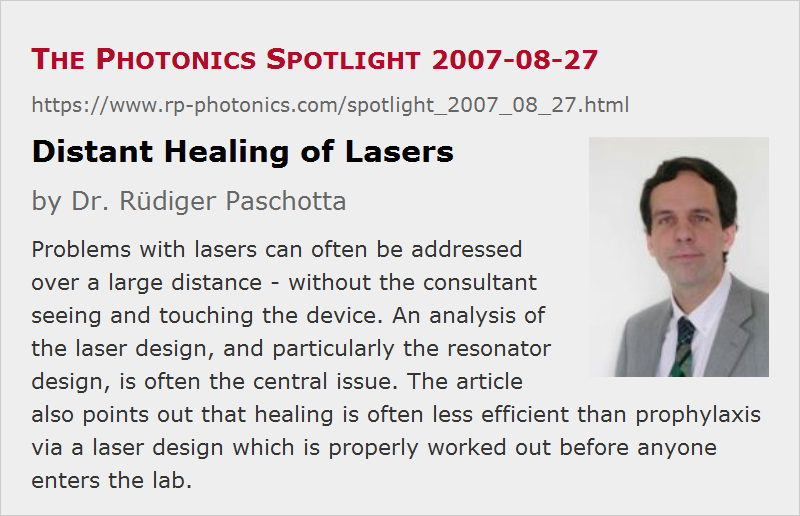 The Photonics Spotlight 2007-08-27
https://www.rp-photonics.com/spotlight_2007_08_27.html
Distant Healing of Lasers
by Dr. Rüdiger Paschotta
Problems with lasers can often be addressed
over a large distance - without the consultant
seeing and touching the device. An analysis of
the laser design, and particularly the resonator
design, is often the central issue. The article
also points out that healing is often less efficient than prophylaxis
via a laser design which is properly worked out before anyone
enters the lab.